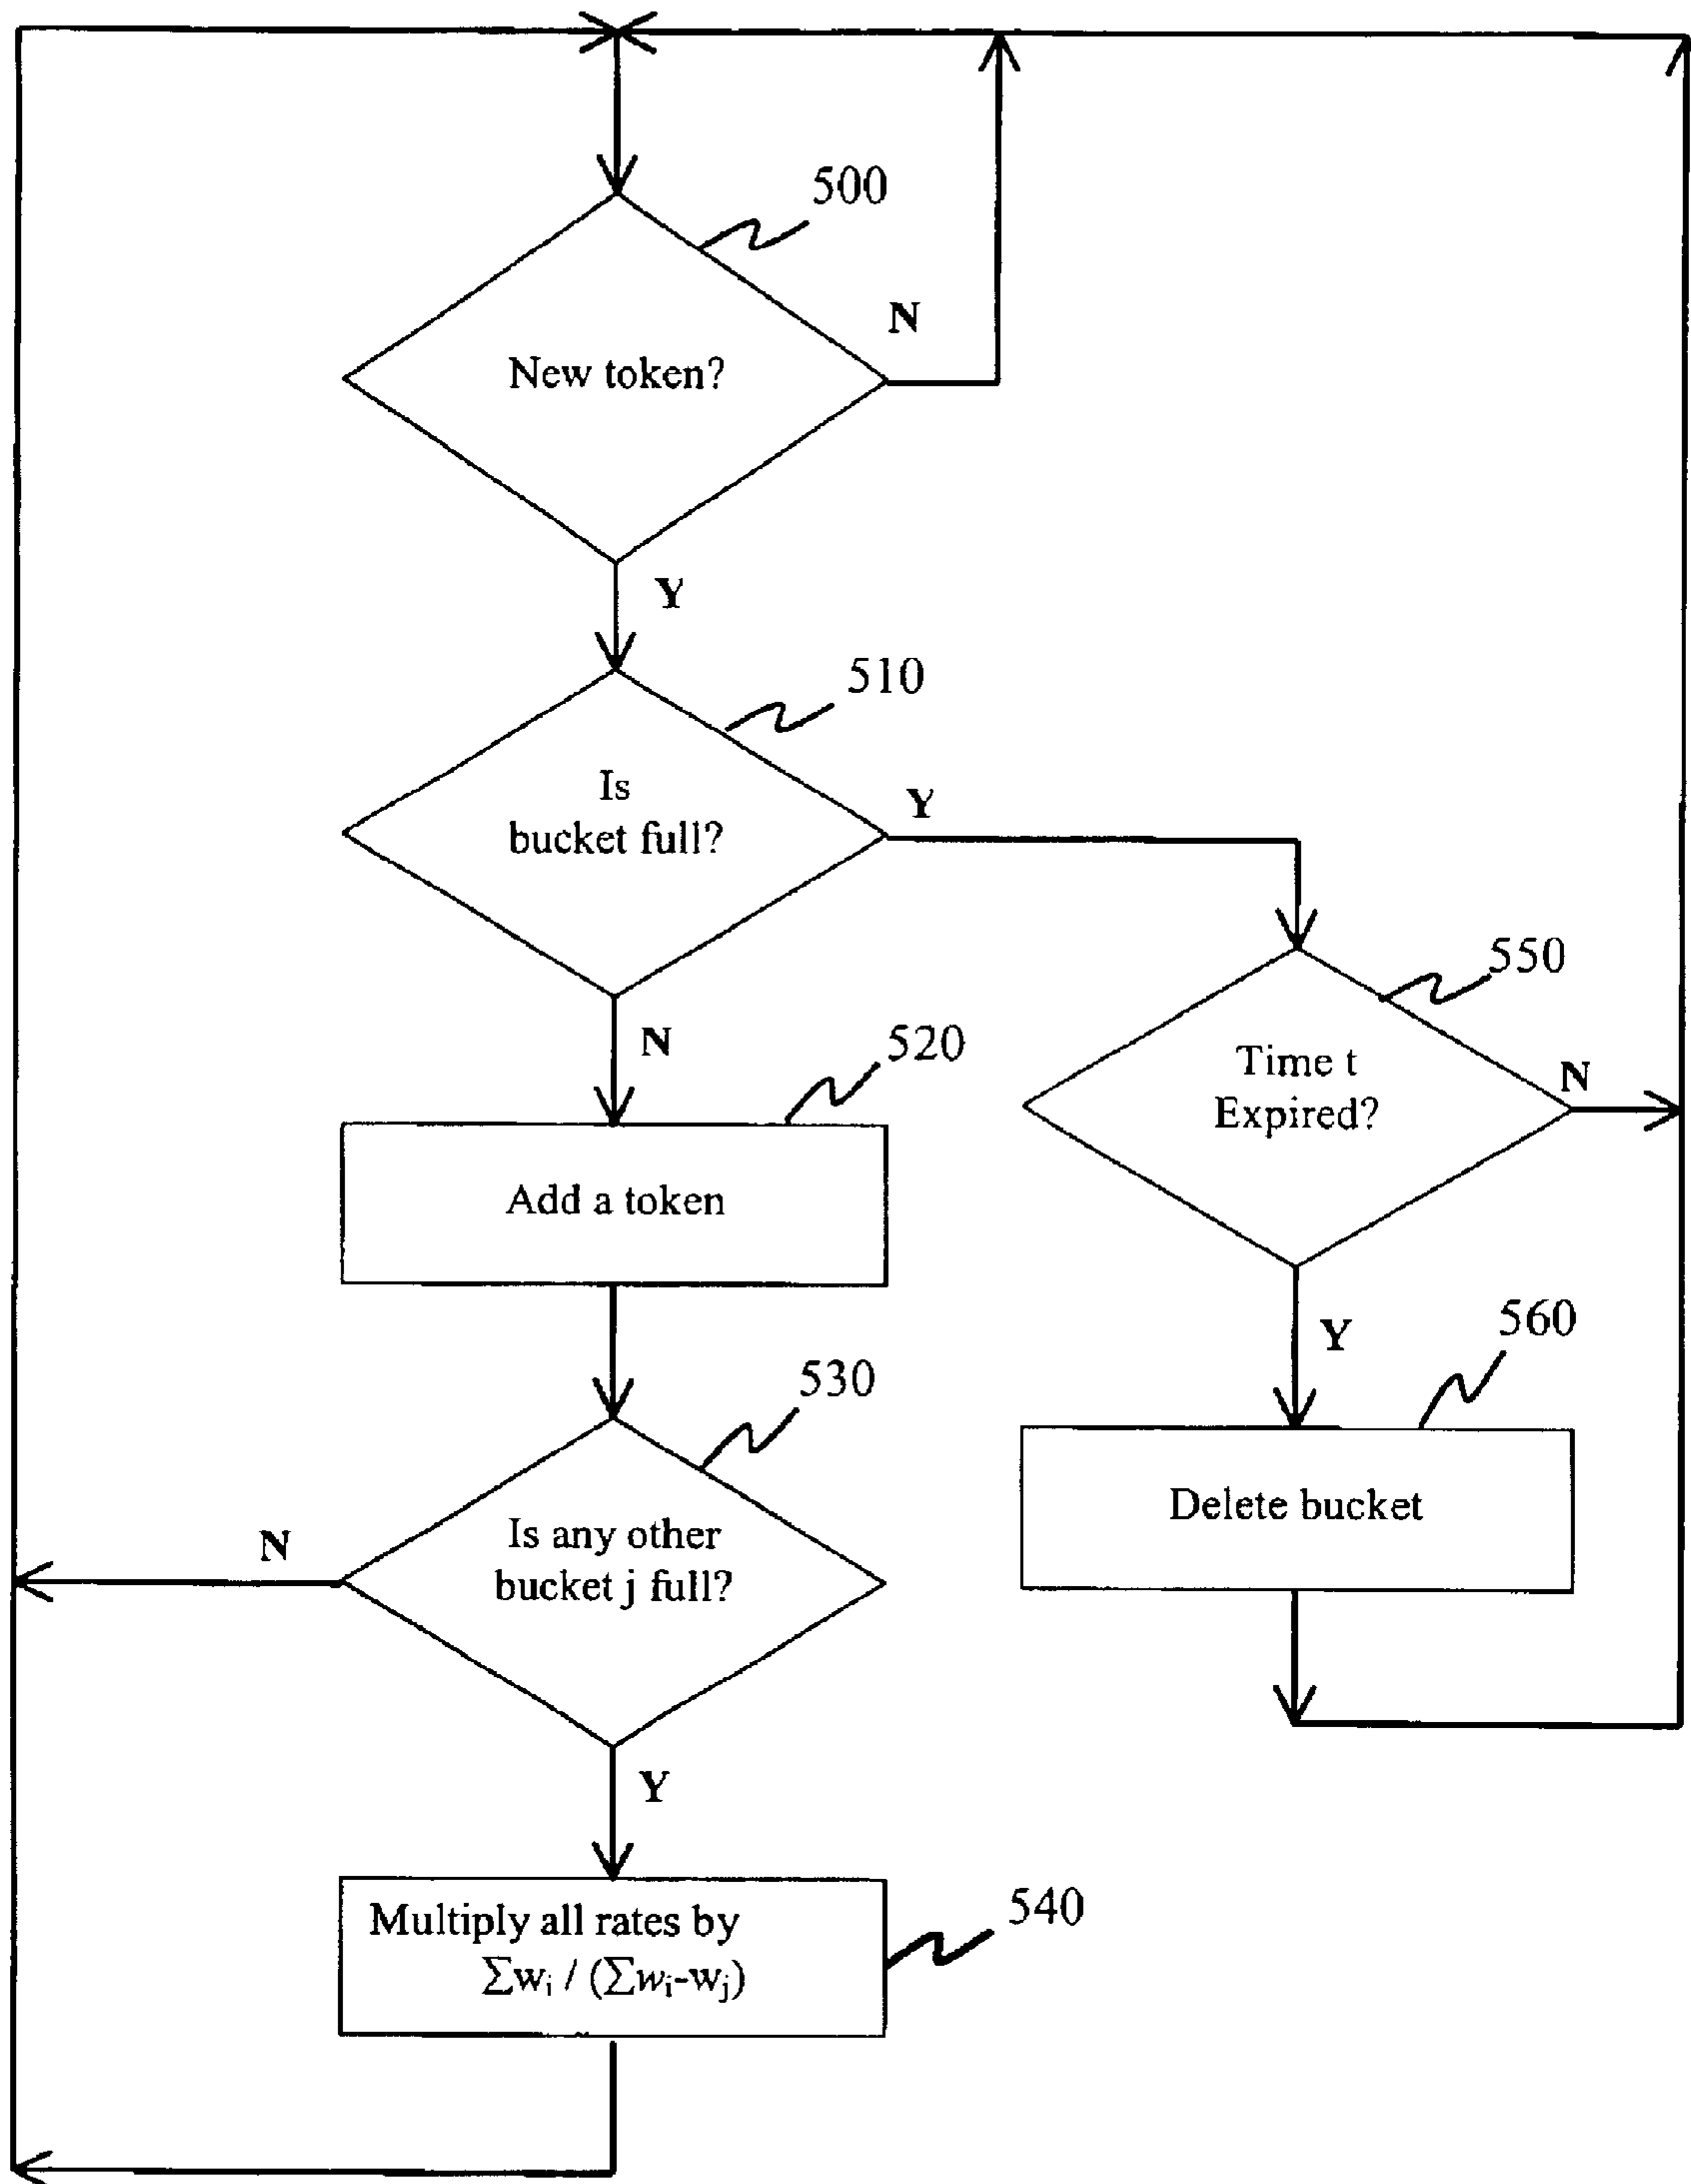 500
N
New token?
Y
510
Is
bucket full?
Y
550
N
520
Time t
Expired?
N
Add a token
Y
560
530
Delete bucket
Is any other
bucket j full?
N
Y
540
Multiply all rates by
Σwᵢ / (Σwᵢ-wⱼ)